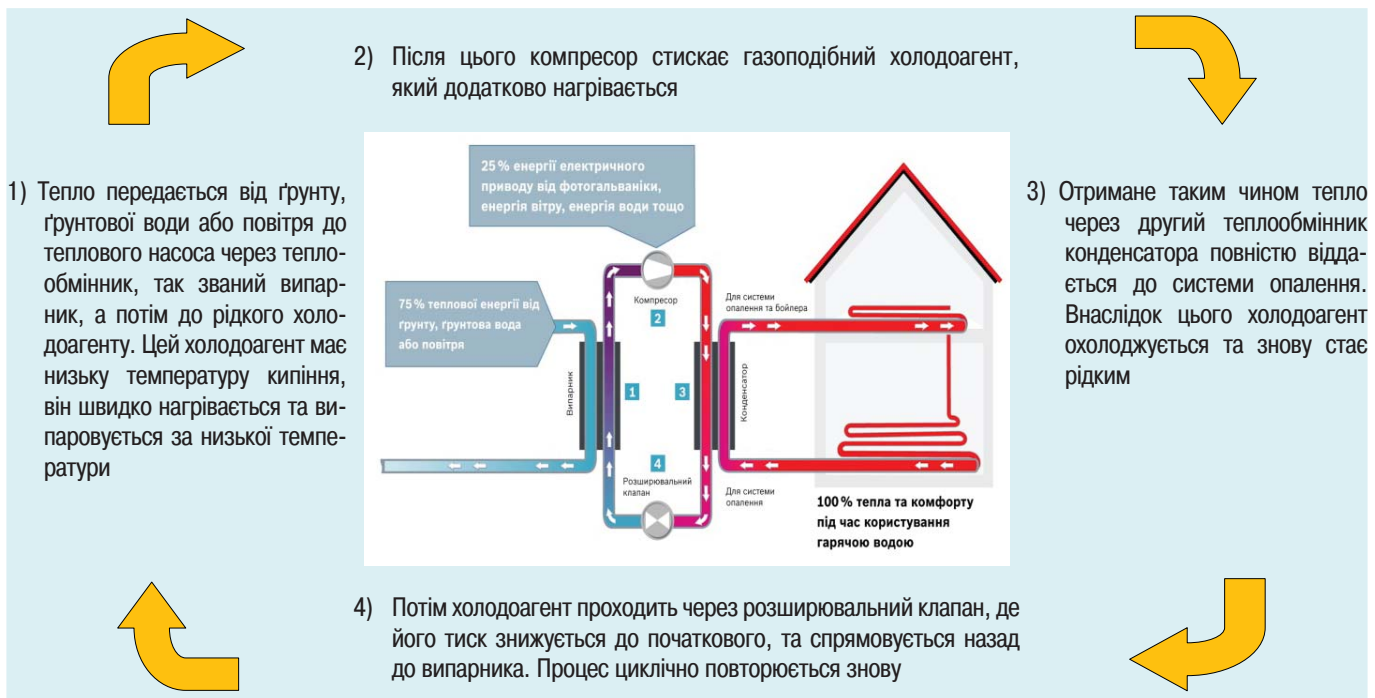 2) Після цього компресор стискає газоподібний холодоагент,
який додатково нагрівається
1) Тепло передається від ґрунту,
ґрунтової води або повітря до
теплового насоса через тепло-
обмінник, так званий випар-
ник, а потім до рідкого холо-
доагенту. Цей холодоагент має
низьку температуру кипіння,
він швидко нагрівається та ви-
паровується за низької темпе-
ратури
25 % енергії електричного
приводу від фотогальваніки,
енергія вітру, енергія води тощо
75 % теплової енергії від
ґрунту, ґрунтова вода
або повітря
Компресор
2
Для системи
опалення та бойлера
Випарник
1
3
Конденсатор
4
Розширювальний
клапан
Для системи
опалення
100 % тепла та комфорту
під час користування
гарячою водою
3) Отримане таким чином тепло
через другий теплообмінник
конденсатора повністю відда-
ється до системи опалення.
Внаслідок цього холодоагент
охолоджується та знову стає
рідким
4) Потім холодоагент проходить через розширювальний клапан, де
його тиск знижується до початкового, та спрямовується назад
до випарника. Процес циклічно повторюється знову